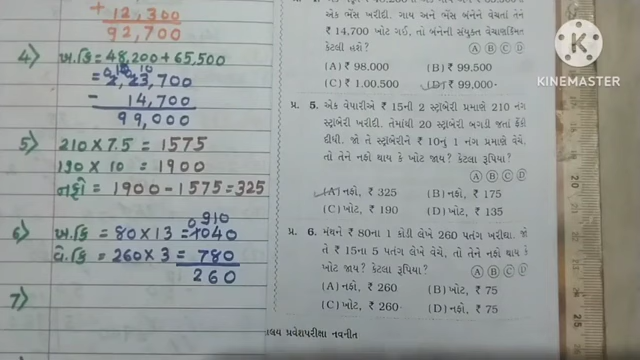 + 12,300
92,700
4) ખ.કિં = 48,200 + 65,500
= 1,13,700
- 14,700
99,000
5) 210 × 7.5 = 1575
190 × 10 = 1900
નફો = 1900 - 1575 = 325
6) ખ.કિં = 80 × 13 = 1040
વે.કિં = 260 × 3 = 780
260
7)
એક ભેંસ ખરીદી. ગાય અને ભેંસ બંનેને વેચતાં તેને
₹ 14,700 ખોટ ગઈ, તો બંનેની સંયુક્ત વેચાણકિંમત
કેટલી હશે? A B C D
(A) ₹ 98.000 (B) ₹ 99.500
(C) ₹ 1.00.500 (D) ₹ 99,000
પ્ર. 5. એક વેપારીએ ₹ 15ની 2 સ્ટ્રોબેરી પ્રમાણે 210 નંગ
સ્ટ્રોબેરી ખરીદી. તેમાંથી 20 સ્ટ્રોબેરી બગડી જતાં ફેંકી
દીધી. જો તે સ્ટ્રોબેરીને ₹ 10નું 1 નંગ પ્રમાણે વેચે,
તો તેને નફો થાય કે ખોટ જાય? કેટલા રૂપિયા?
A B C D
(A) નફો, ₹ 325 (B) નફો, ₹ 175
(C) ખોટ, ₹ 190 (D) ખોટ, ₹ 135
પ્ર. 6. મંથને ₹ 80ના 1 કોડી લેખે 260 પતંગ ખરીદ્યા. જો
તે ₹ 15ના 5 પતંગ લેખે વેચે, તો તેને નફો થાય કે
ખોટ જાય? કેટલા રૂપિયા? A B C D
(A) નફો, ₹ 260 (B) ખોટ, ₹ 75
(C) ખોટ, ₹ 260 (D) નફો, ₹ 75
પ્રવેશપરીક્ષા નવનીત
KINEMASTER
20
25